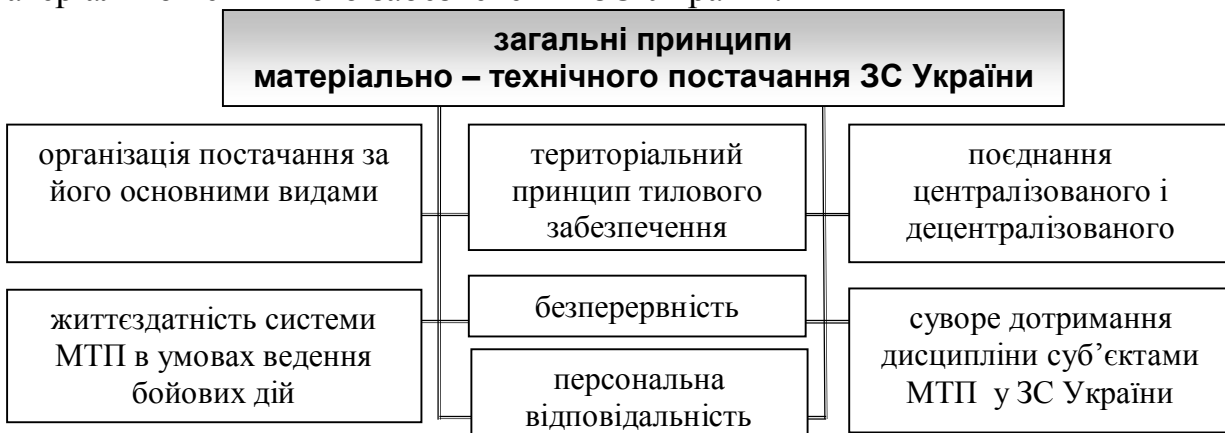 загальні принципи
матеріально – технічного постачання ЗС України
організація постачання за
його основними видами
територіальний
принцип тилового
забезпечення
поєднання
централізованого і
децентралізованого
життєздатність системи
МТП в умовах ведення
бойових дій
безперервність
персональна
відповідальність
суворе дотримання
дисципліни суб’єктами
МТП у ЗС України